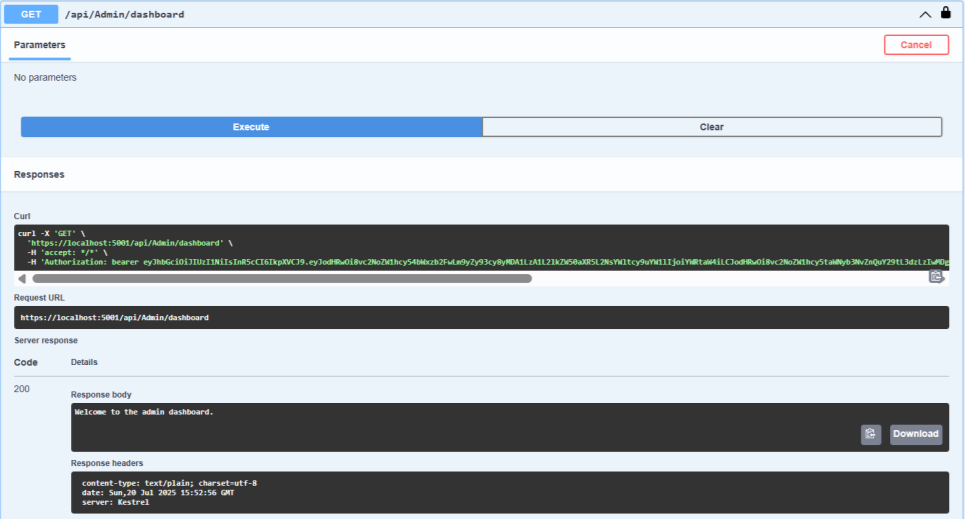 GET /api/Admin/dashboard
Parameters
Cancel
No parameters
Execute
Clear
Responses
Curl
curl -X 'GET' \
'https://localhost:5001/api/Admin/dashboard' \
-H 'accept: */*' \
-H 'Authorization: bearer
Request URL
https://localhost:5001/api/Admin/dashboard
Server response
Code Details
200
Response body
Welcome to the admin dashboard.
Download
Response headers
content-type: text/plain; charset=utf-8
date: Sun,20 Jul 2025 15:52:56 GMT
server: Kestrel